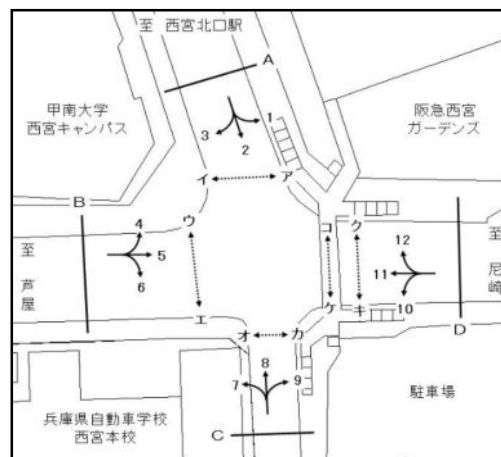 至 西宮北口駅
A
甲南大学
西宮キャンパス
阪急西宮
ガーデンズ
1
3
2
イ
ア
B
ウ
コ
ク
4
5
6
至 芦屋
12
11
10
至 尼崎
エ
ケ
キ
D
オ
カ
8
7
9
駐車場
兵庫県自動車学校
西宮本校
C